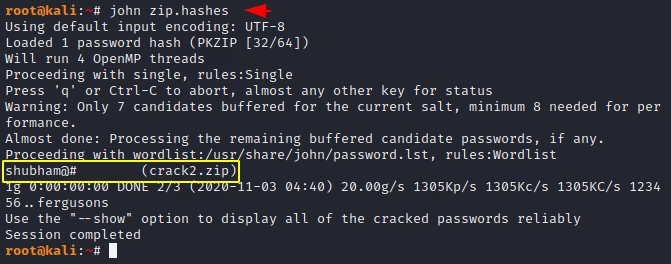 root@kali:~# john zip.hashes
Using default input encoding: UTF-8
Loaded 1 password hash (PKZIP [32/64])
Will run 4 OpenMP threads
Proceeding with single, rules:Single
Press 'q' or Ctrl-C to abort, almost any other key for status
Warning: Only 7 candidates buffered for the current salt, minimum 8 needed for per
formance.
Almost done: Processing the remaining buffered candidate passwords, if any.
Proceeding with wordlist:/usr/share/john/password.lst, rules:Wordlist
shubham@#        (crack2.zip)
1g 0:00:00:00 DONE 2/3 (2020-11-03 04:40) 20.00g/s 1305Kp/s 1305Kc/s 1305KC/s 1234
56..fergusons
Use the "--show" option to display all of the cracked passwords reliably
Session completed
root@kali:~#